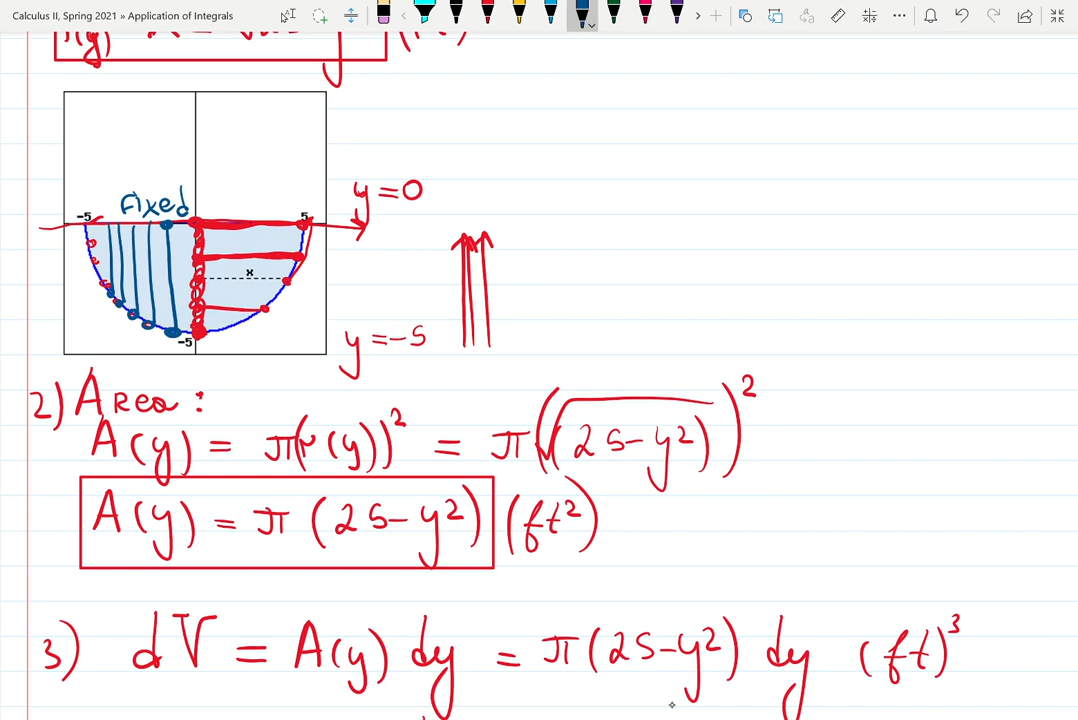 Calculus II, Spring 2021 » Application of Integrals
Fixed
y = 0
-5
5
x
y = -5
-5
2) Area :
A(y) = π(r(y))² = π(√(25-y²))²
A(y) = π (25-y²) (ft²)
3) dV = A(y) dy = π(25-y²) dy (ft)³